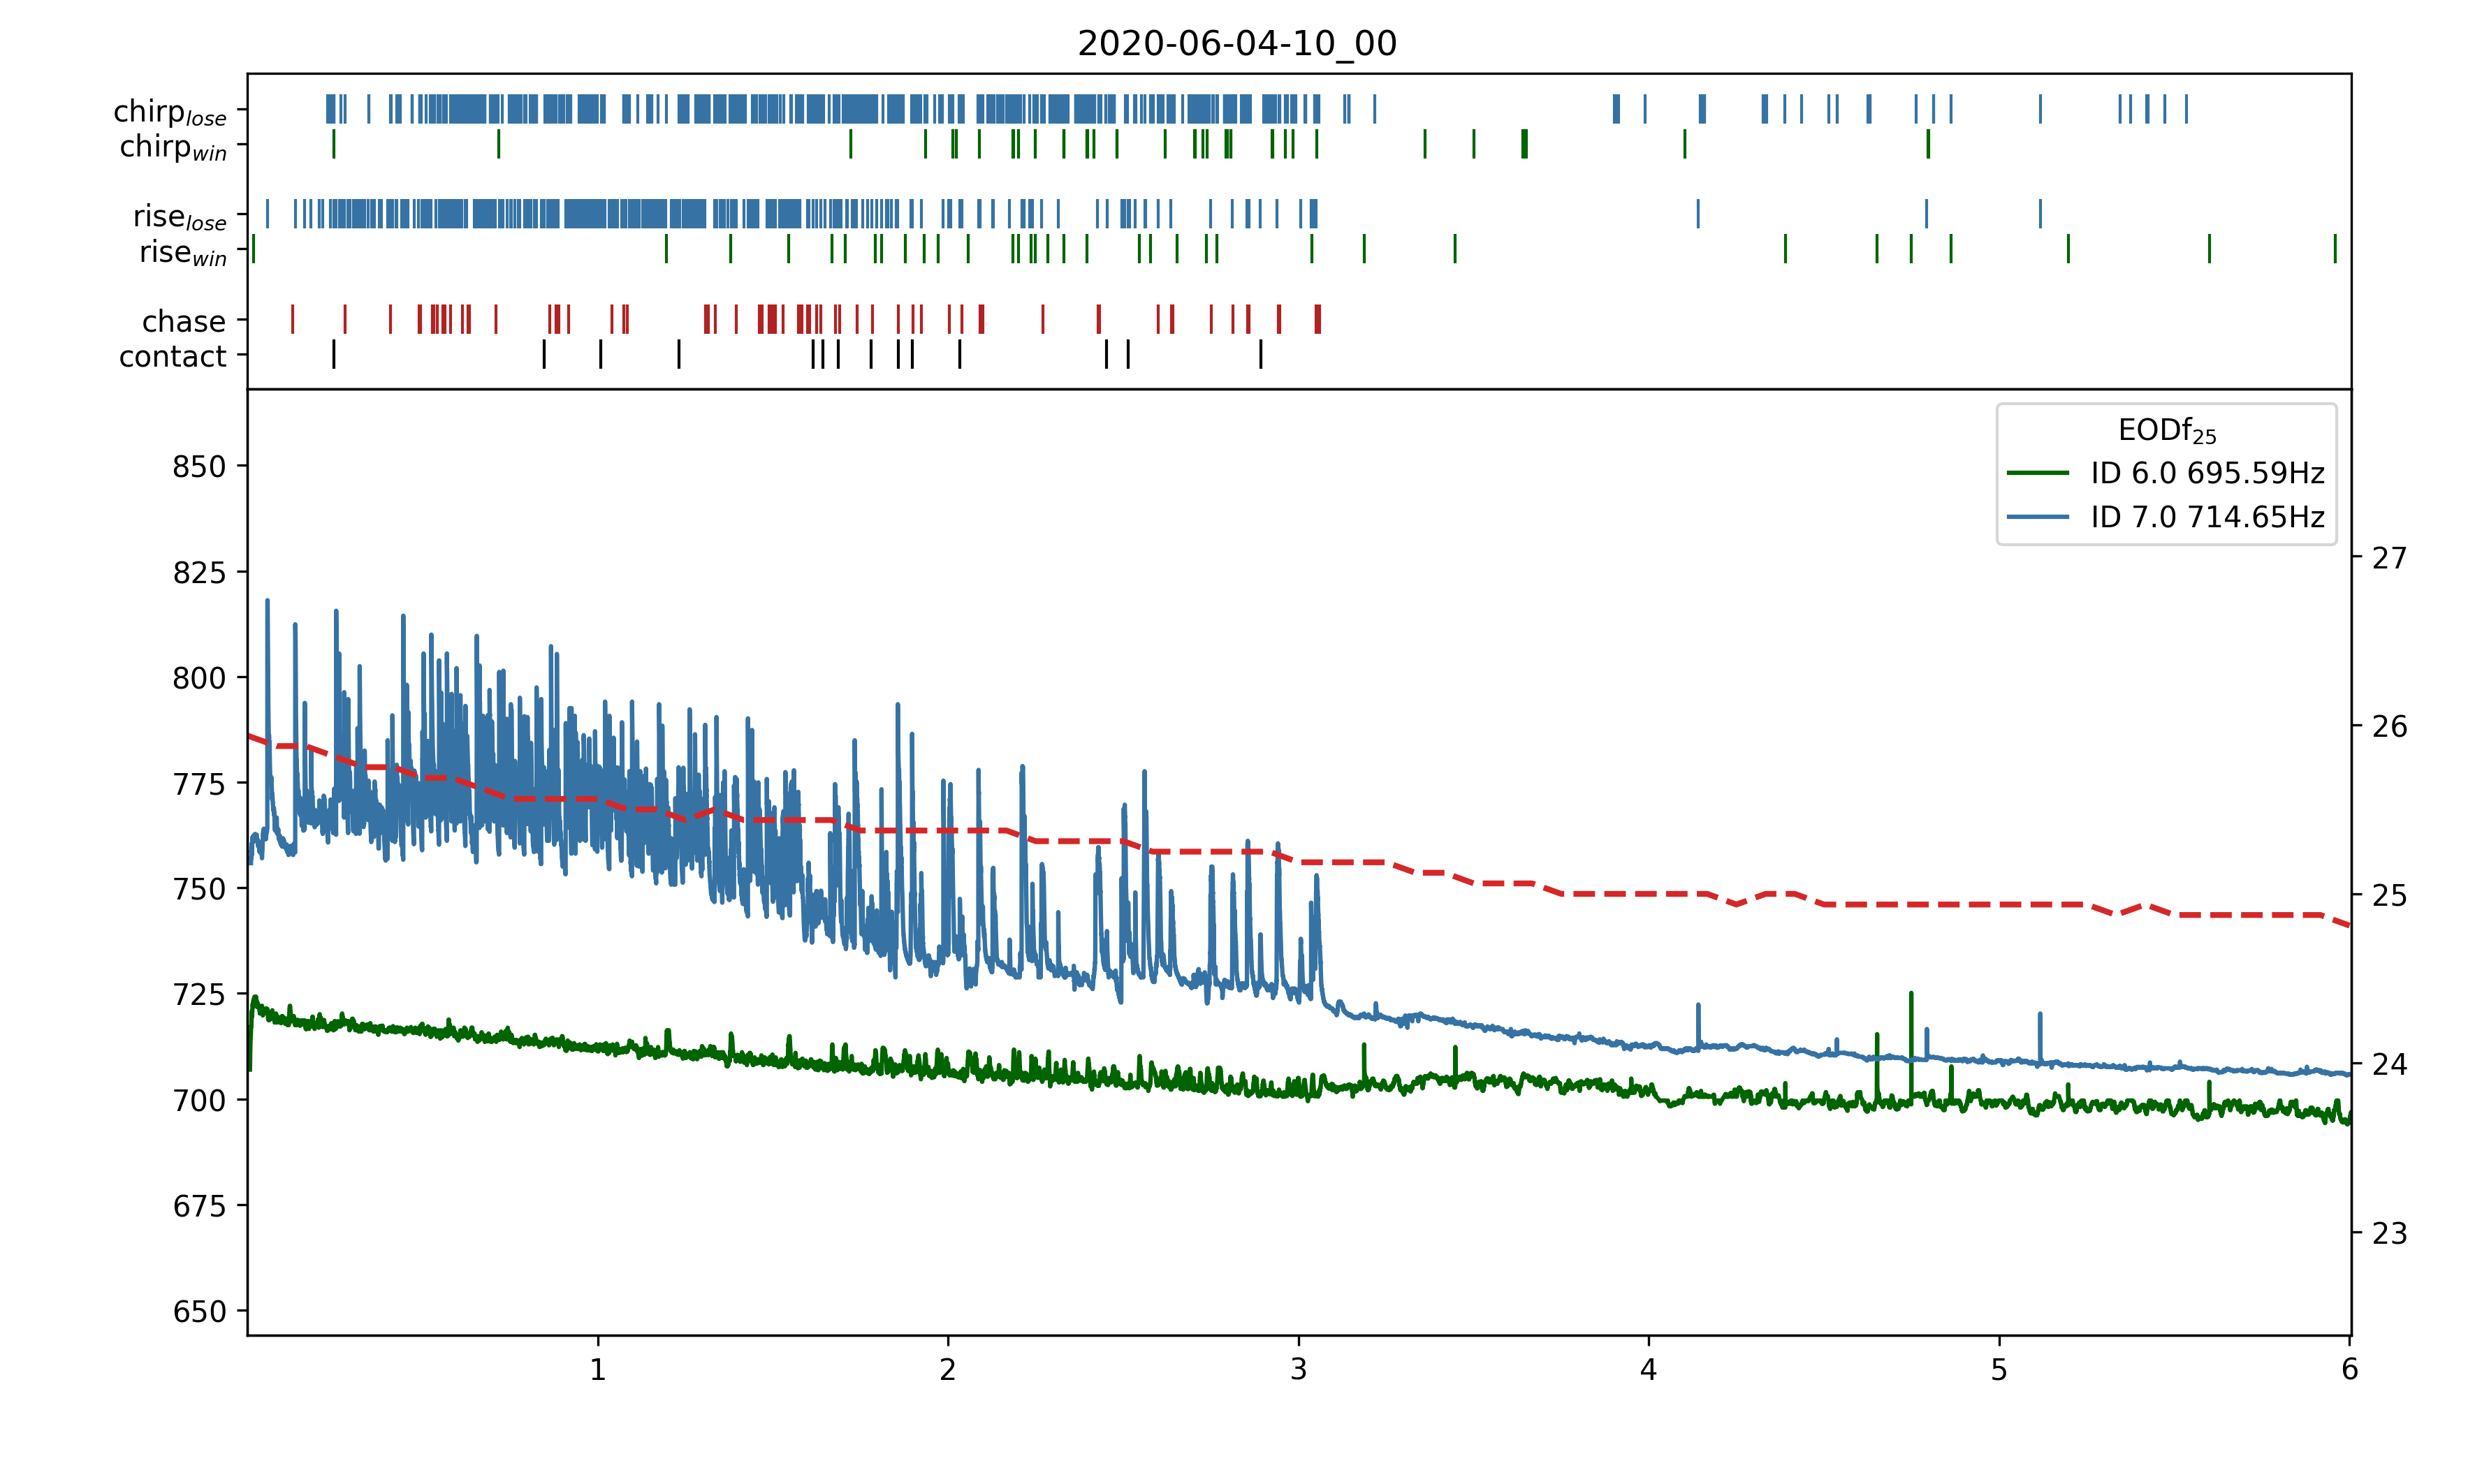 2020-06-04-10_00
chirp_lose
chirp_win
rise_lose
rise_win
chase
contact
EODf_25
ID 6.0 695.59Hz
ID 7.0 714.65Hz
850
825
800
775
750
725
700
675
650
27
26
25
24
23
1 2 3 4 5 6